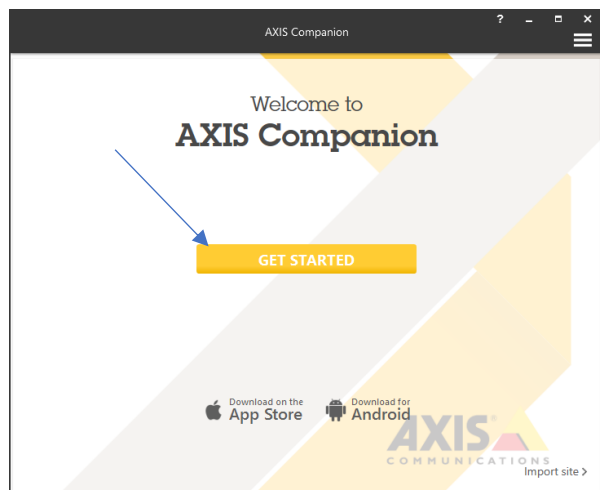 AXIS Companion
?
Welcome to
AXIS Companion
GET STARTED
Download on the
App Store
Download for
Android
AXIS
COMMUNICATIONS
Import site >